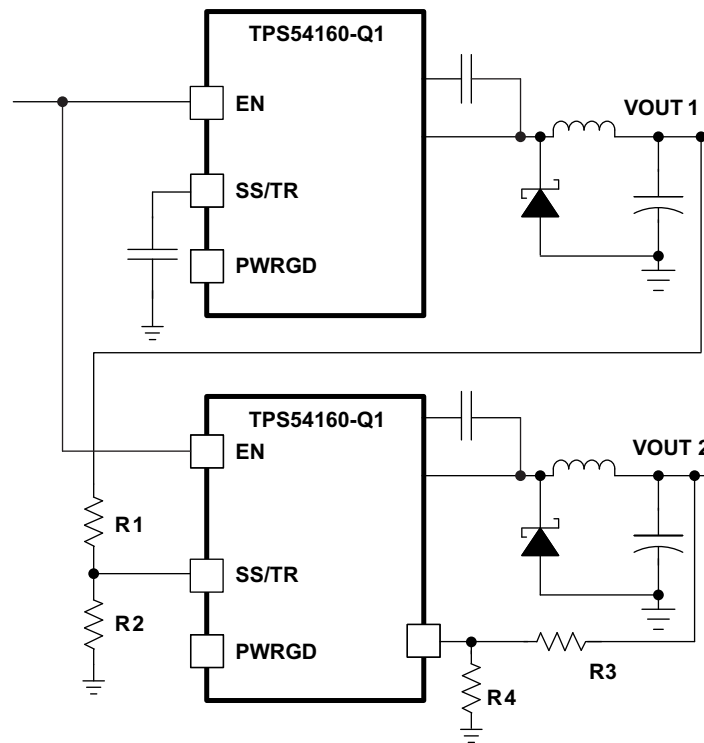 TPS54160-Q1
EN
VOUT 1
SS/TR
PWRGD
TPS54160-Q1
EN
VOUT 2
R1
SS/TR
R2
PWRGD
R3
R4